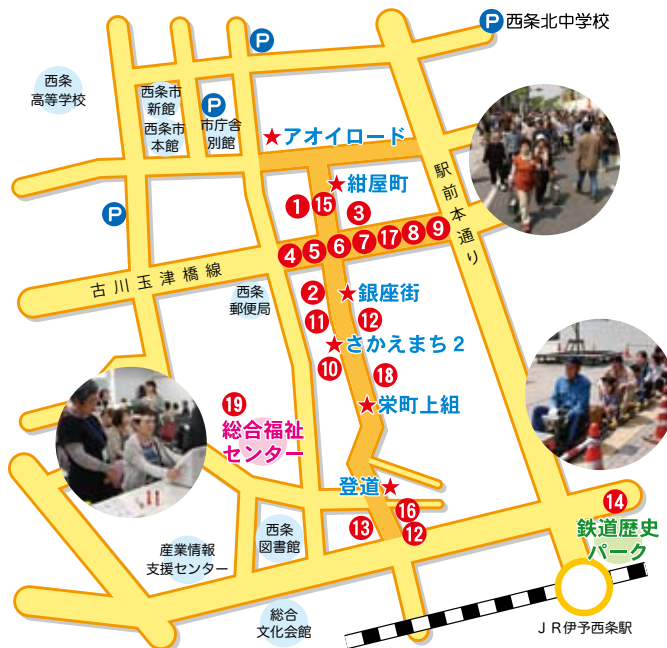 P 西条北中学校
P
西条
高等学校
西条市
新館
西条市
本館
P
市庁舎
別館
★アオイロード
★紺屋町
駅前本通り
1 15 3
P
4 5 6 7 17 8 9
古川玉津橋線
西条
郵便局
2 ★銀座街
11 12
★さかえまち2
10 18
19
総合福祉
センター
★栄町上組
登道★
16
13 12
14
鉄道歴史
パーク
西条
図書館
産業情報
支援センター
総合
文化会館
JR伊予西条駅